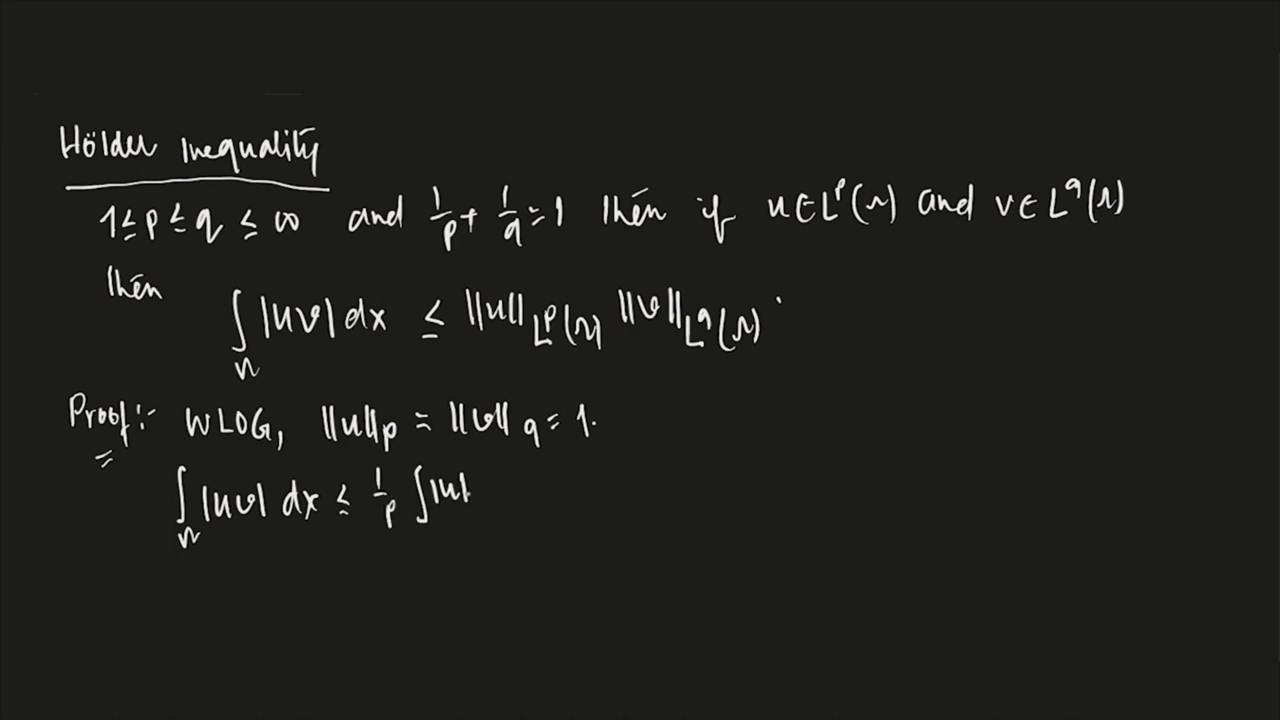 Hölder Inequality
1 ≤ p ≤ q ≤ ∞ and 1/p + 1/q = 1 then if u ∈ L^p(Ω) and v ∈ L^q(Ω)
then
∫_Ω |uv| dx ≤ ||u||_{L^p(Ω)} ||v||_{L^q(Ω)}.
Proof:- WLOG, ||u||_p = ||v||_q = 1.
∫_Ω |uv| dx ≤ 1/p ∫ |u|